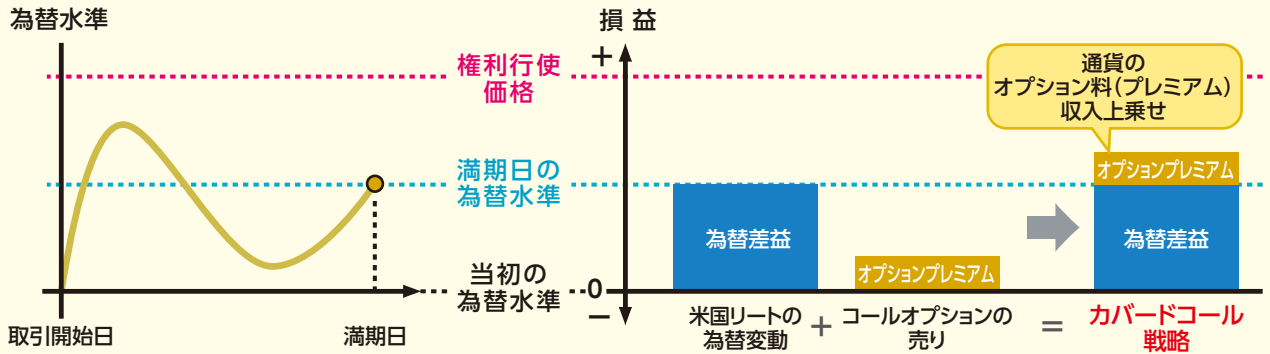 為替水準
権利行使
価格
満期日の
為替水準
当初の
為替水準
取引開始日
満期日
損 益
+
0
−
通貨の
オプション料(プレミアム)
収入上乗せ
為替差益
オプションプレミアム
オプションプレミアム
為替差益
米国リートの
為替変動
+
コールオプションの
売り
=
カバードコール
戦略